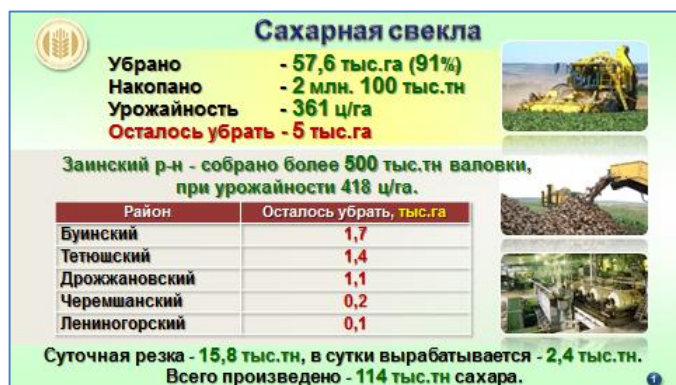 Сахарная свекла
Убрано - 57,6 тыс.га (91%)
Накопано - 2 млн. 100 тыс.тн
Урожайность - 361 ц/га
Осталось убрать - 5 тыс.га
Заинский р-н - собрано более 500 тыс.тн валовки,
при урожайности 418 ц/га.
Район Осталось убрать, тыс.га
Буинский 1,7
Тетюшский 1,4
Дрожжановский 1,1
Черемшанский 0,2
Лениногорский 0,1
Суточная резка - 15,8 тыс.тн, в сутки вырабатывается - 2,4 тыс.тн.
Всего произведено - 114 тыс.тн сахара.
1